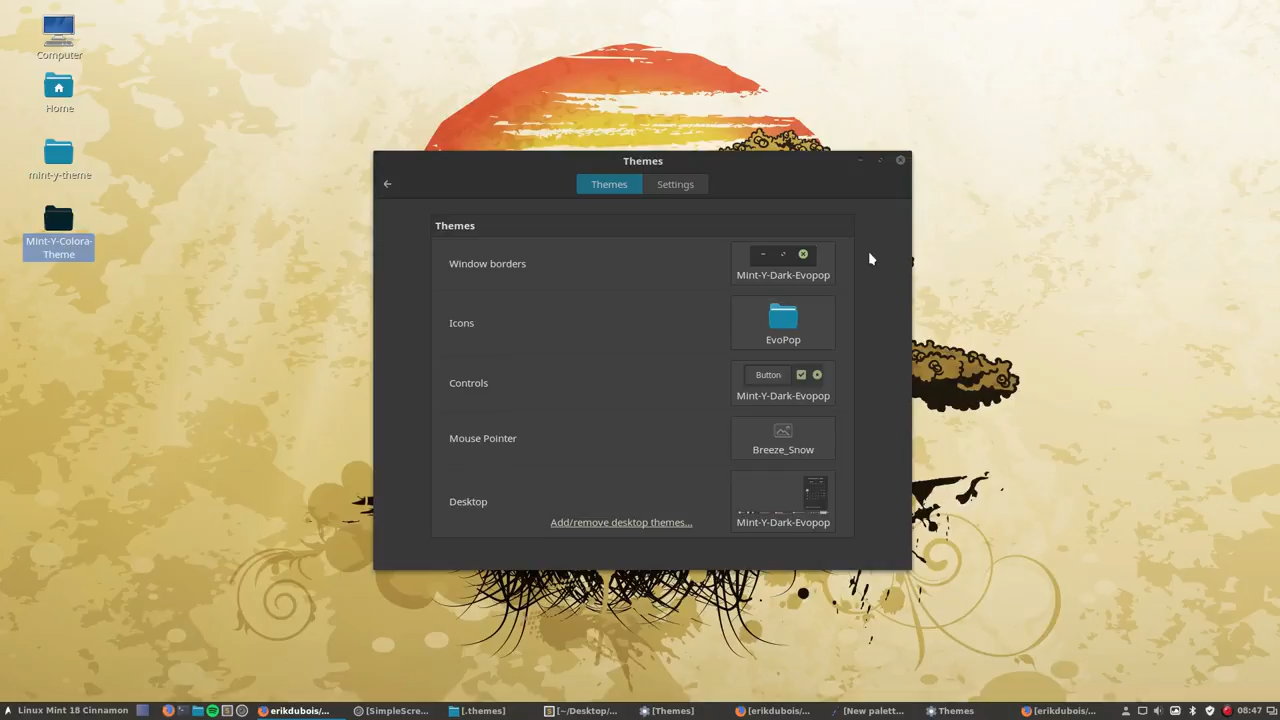 Computer
Home
mint-y-theme
Mint-Y-Colora-
Theme
Themes
Themes
Settings
Themes
Window borders
Mint-Y-Dark-Evopop
Icons
EvoPop
Controls
Button
Mint-Y-Dark-Evopop
Mouse Pointer
Breeze_Snow
Desktop
Add/remove desktop themes...
Mint-Y-Dark-Evopop
Linux Mint 18 Cinnamon
erikdubois/...
[SimpleScre...
[.themes]
[~/Desktop/...
[Themes]
[erikdubois/...
[New palett...
Themes
[erikdubois/...
08:47